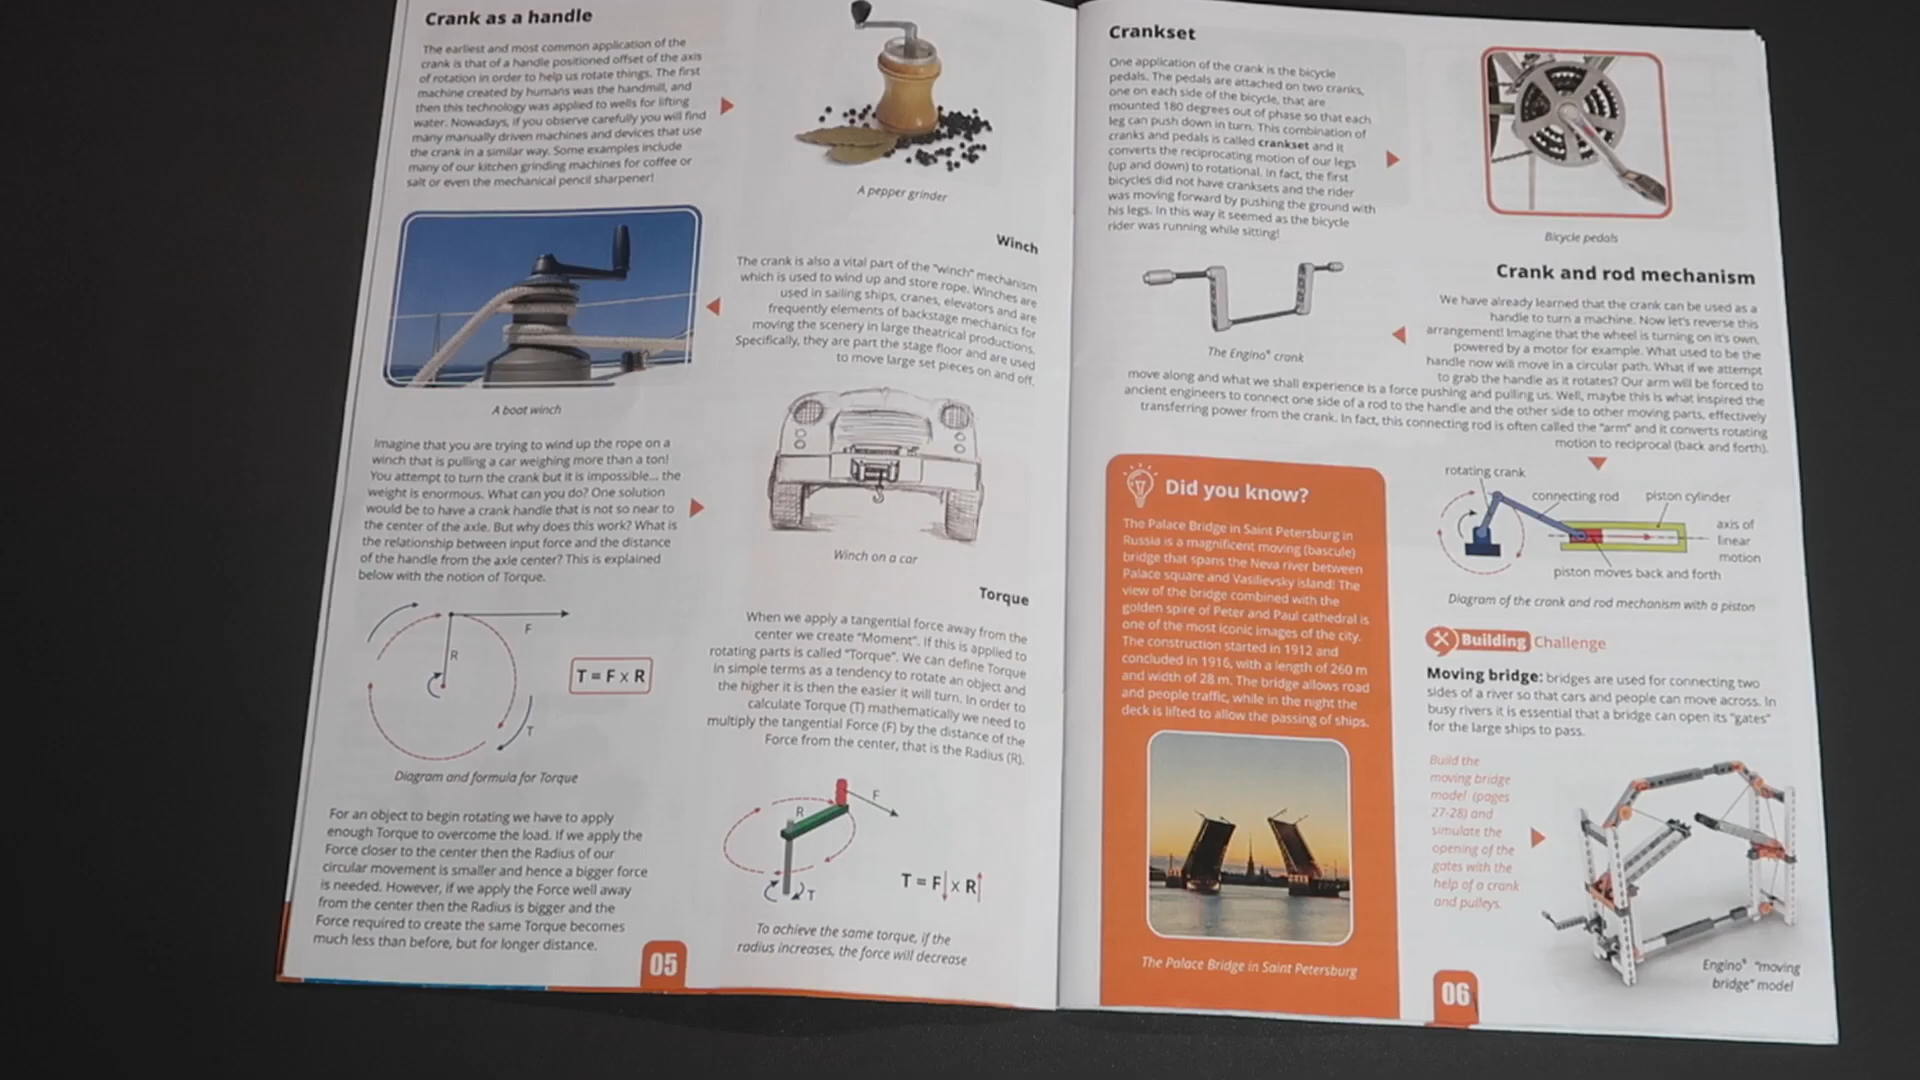 Crank as a handle
The earliest and most common application of the
crank is that of a handle positioned offset of the axis
of rotation in order to help us rotate things. The first
machine created by humans was the handmill, and
then this technology was applied to wells for lifting
water. Nowadays, if you observe carefully you will find
many manually driven machines and devices that use
the crank in a similar way. Some examples include
many of our kitchen grinding machines for coffee or
salt or even the mechanical pencil sharpener!
A pepper grinder
Winch
The crank is also a vital part of the "winch" mechanism
which is used to wind up and store rope. Winches are
used in sailing ships, cranes, elevators and are
frequently elements of backstage mechanics for
moving the scenery in large theatrical productions.
Specifically, they are part the stage floor and are used
to move large set pieces on and off.
A boat winch
Imagine that you are trying to wind up the rope on a
winch that is pulling a car weighing more than a ton!
You attempt to turn the crank but it is impossible... the
weight is enormous. What can you do? One solution
would be to have a crank handle that is not so near to
the center of the axle. But why does this work? What is
the relationship between input force and the distance
of the handle from the axle center? This is explained
below with the notion of Torque.
Winch on a car
Torque
When we apply a tangential force away from the
center we create "Moment". If this is applied to
rotating parts is called "Torque". We can define Torque
in simple terms as a tendency to rotate an object and
the higher it is then the easier it will turn. In order to
calculate Torque (T) mathematically we need to
multiply the tangential Force (F) by the distance of the
Force from the center, that is the Radius (R).
F
R
T = F x R
T
Diagram and formula for Torque
For an object to begin rotating we have to apply
enough Torque to overcome the load. If we apply the
Force closer to the center then the Radius of our
circular movement is smaller and hence a bigger force
is needed. However, if we apply the Force well away
from the center then the Radius is bigger and the
Force required to create the same Torque becomes
much less than before, but for longer distance.
R
F
T
T = F↓ x R↑
To achieve the same torque, if the
radius increases, the force will decrease
05
Crankset
One application of the crank is the bicycle
pedals. The pedals are attached on two cranks,
one on each side of the bicycle, that are
mounted 180 degrees out of phase so that each
leg can push down in turn. This combination of
cranks and pedals is called crankset and it
converts the reciprocating motion of our legs
(up and down) to rotational. In fact, the first
bicycles did not have cranksets and the rider
was moving forward by pushing the ground with
his legs. In this way it seemed as the bicycle
rider was running while sitting!
Bicycle pedals
Crank and rod mechanism
We have already learned that the crank can be used as a
handle to turn a machine. Now let's reverse this
arrangement! Imagine that the wheel is turning on it's own,
powered by a motor for example. What used to be the
handle now will move in a circular path. What if we attempt
to grab the handle as it rotates? Our arm will be forced to
move along and what we shall experience is a force pushing and pulling us. Well, maybe this is what inspired the
ancient engineers to connect one side of a rod to the handle and the other side to other moving parts, effectively
transferring power from the crank. In fact, this connecting rod is often called the "arm" and it converts rotating
motion to reciprocal (back and forth).
The Engino® crank
rotating crank
connecting rod
piston cylinder
axis of
linear
motion
piston moves back and forth
Diagram of the crank and rod mechanism with a piston
Did you know?
The Palace Bridge in Saint Petersburg in
Russia is a magnificent moving (bascule)
bridge that spans the Neva river between
Palace square and Vasilievsky island! The
view of the bridge combined with the
golden spire of Peter and Paul cathedral is
one of the most iconic images of the city.
The construction started in 1912 and
concluded in 1916, with a length of 260 m
and width of 28 m. The bridge allows road
and people traffic, while in the night the
deck is lifted to allow the passing of ships.
The Palace Bridge in Saint Petersburg
Building Challenge
Moving bridge: bridges are used for connecting two
sides of a river so that cars and people can move across. In
busy rivers it is essential that a bridge can open its "gates"
for the large ships to pass.
Build the
moving bridge
model (pages
27-28) and
simulate the
opening of the
gates with the
help of a crank
and pulleys.
Engino® "moving
bridge" model
06